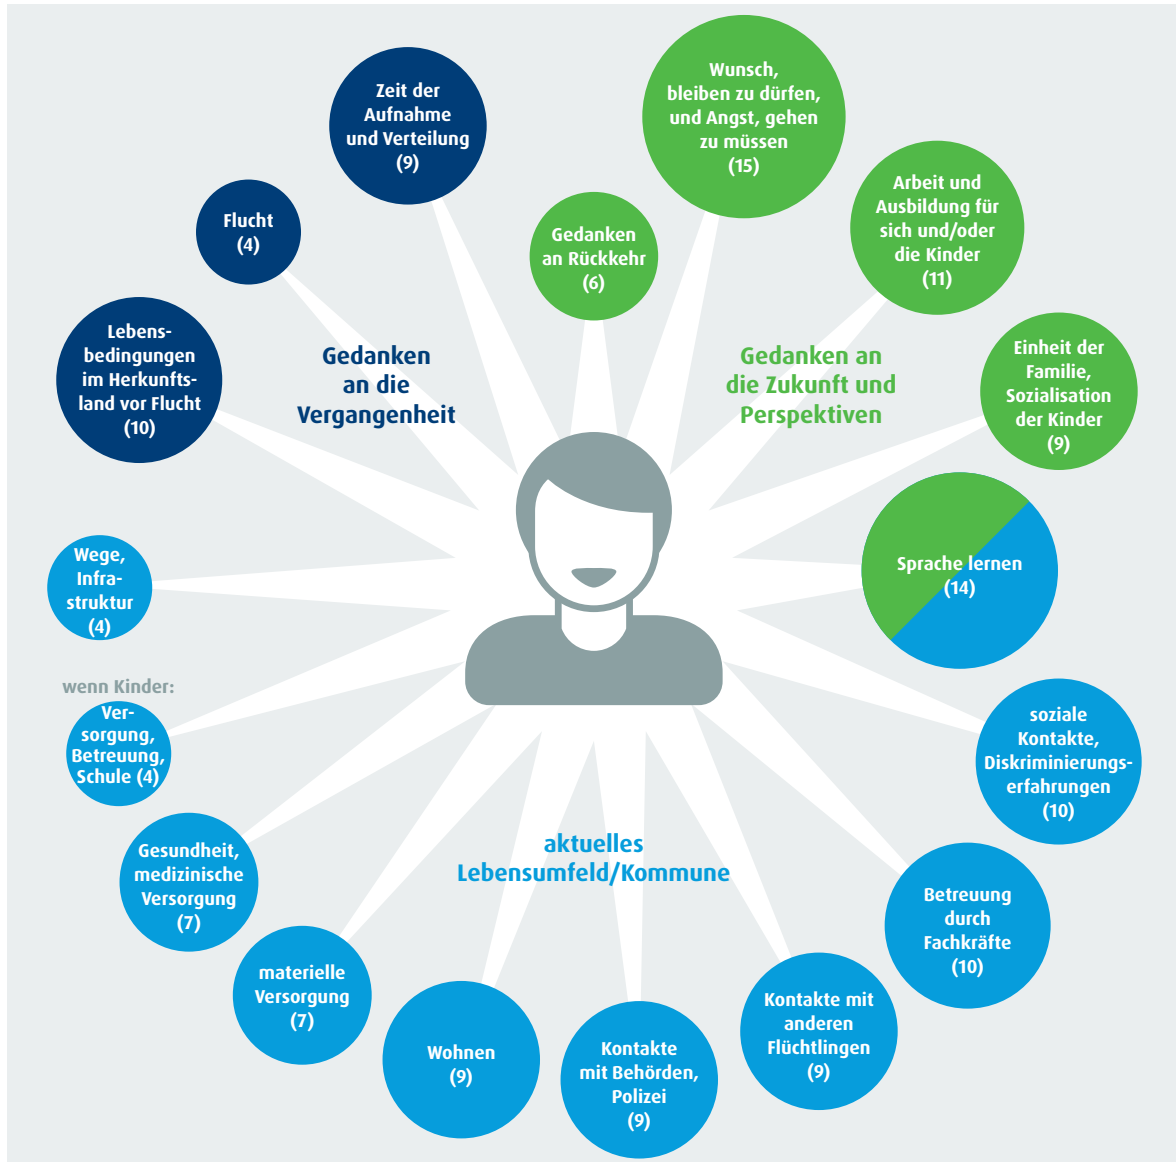 Zeit der
Aufnahme
und Verteilung
(9)
Wunsch,
bleiben zu dürfen,
und Angst, gehen
zu müssen
(15)
Flucht
(4)
Gedanken
an Rückkehr
(6)
Arbeit und
Ausbildung für
sich und/oder
die Kinder
(11)
Lebens-
bedingungen
im Herkunfts-
land vor Flucht
(10)
Gedanken
an die
Vergangenheit
Gedanken an
die Zukunft und
Perspektiven
Einheit der
Familie,
Sozialisation
der Kinder
(9)
Wege,
Infra-
struktur
(4)
Sprache lernen
(14)
wenn Kinder:
Ver-
sorgung,
Betreuung,
Schule (4)
soziale
Kontakte,
Diskriminierungs-
erfahrungen
(10)
Gesundheit,
medizinische
Versorgung
(7)
aktuelles
Lebensumfeld/Kommune
Betreuung
durch
Fachkräfte
(10)
materielle
Versorgung
(7)
Wohnen
(9)
Kontakte
mit Behörden,
Polizei
(9)
Kontakte mit
anderen
Flüchtlingen
(9)